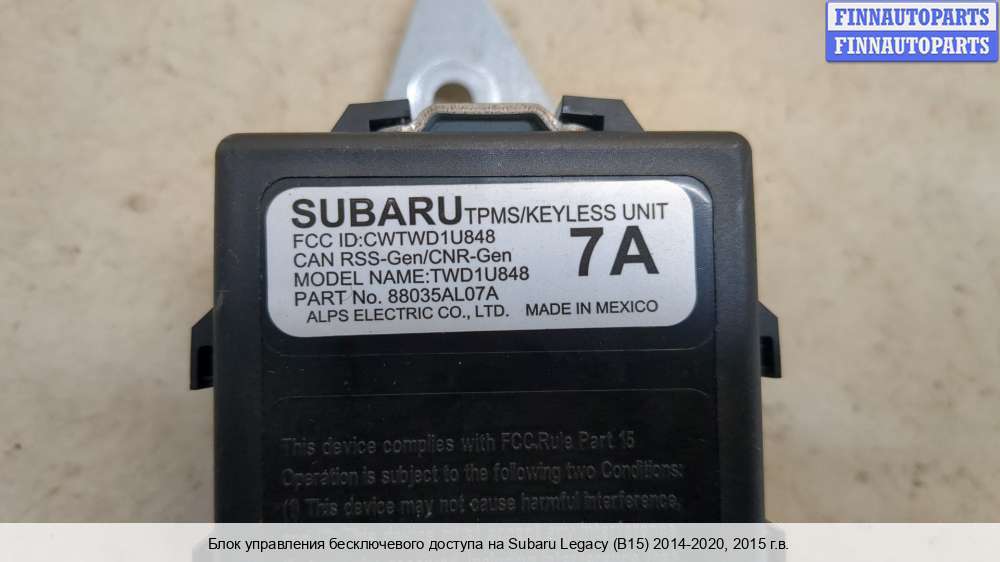 FINNAUTOPARTS
FINNAUTOPARTS
SUBARU TPMS/KEYLESS UNIT
FCC ID:CWTWD1U848
CAN RSS-Gen/CNR-Gen
MODEL NAME:TWD1U848
PART No. 88035AL07A
7A
ALPS ELECTRIC CO., LTD. MADE IN MEXICO
This device complies with FCC Rule Part 15
Operation is subject to the following two Conditions:
(1) This device may not cause harmful interference,
Блок управления бесключевого доступа на Subaru Legacy (B15) 2014-2020, 2015 г.в.